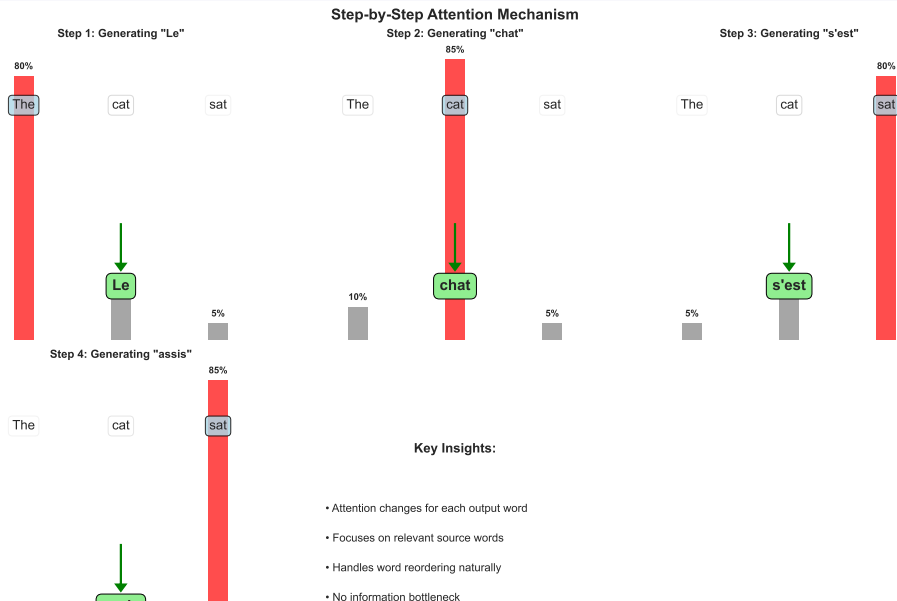 Step-by-Step Attention Mechanism
Step 1: Generating "Le"
80%
The
cat
sat
Le
5%
Step 2: Generating "chat"
85%
The
cat
sat
chat
10%
5%
Step 3: Generating "s'est"
80%
The
cat
sat
s'est
5%
Step 4: Generating "assis"
85%
The
cat
sat
Key Insights:
• Attention changes for each output word
• Focuses on relevant source words
• Handles word reordering naturally
• No information bottleneck